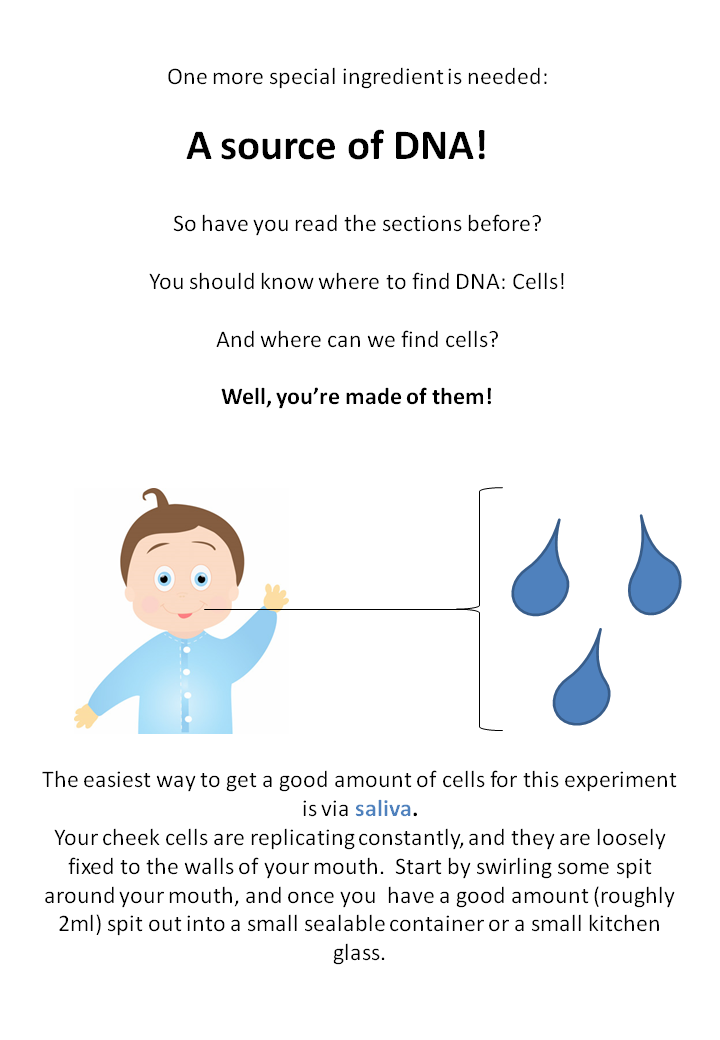 One more special ingredient is needed:
A source of DNA!
So have you read the sections before?
You should know where to find DNA: Cells!
And where can we find cells?
Well, you're made of them!
The easiest way to get a good amount of cells for this experiment
is via saliva.
Your cheek cells are replicating constantly, and they are loosely
fixed to the walls of your mouth.  Start by swirling some spit
around your mouth, and once you  have a good amount (roughly
2ml) spit out into a small sealable container or a small kitchen
glass.